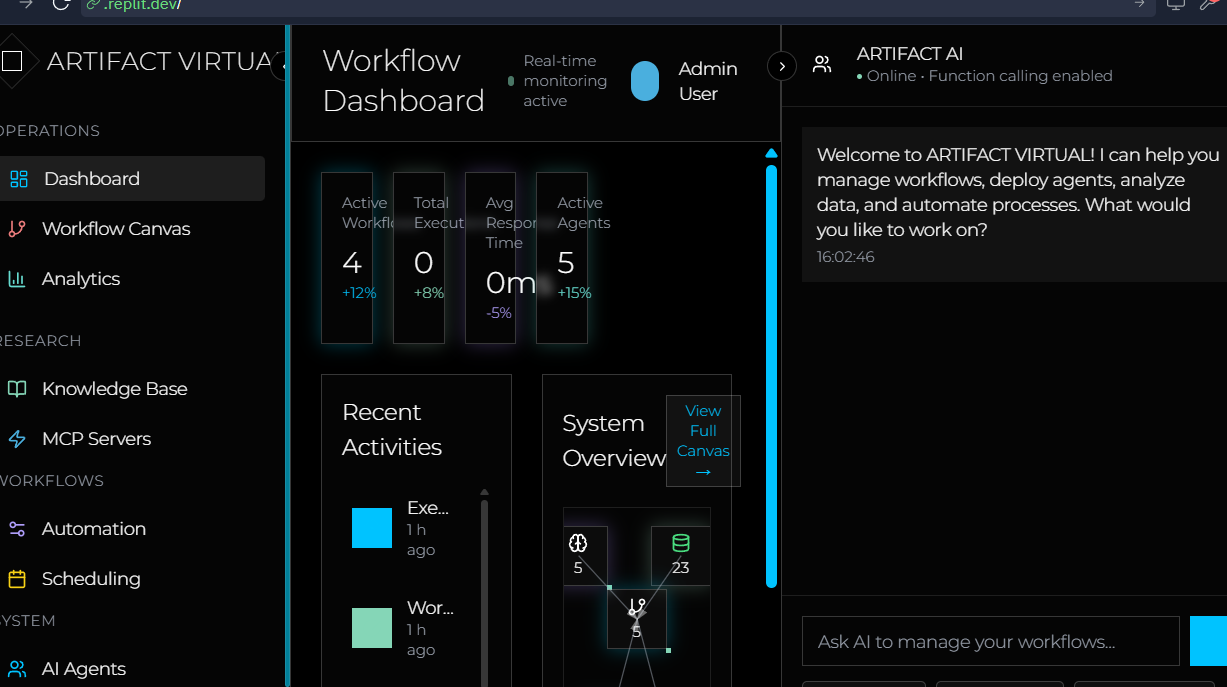 .replit.dev/
ARTIFACT VIRTUA
OPERATIONS
Dashboard
Workflow Canvas
Analytics
RESEARCH
Knowledge Base
MCP Servers
WORKFLOWS
Automation
Scheduling
SYSTEM
AI Agents
Workflow
Dashboard
Real-time
monitoring
active
Admin
User
Active
Workflo
4
+12%
Total
Execut
0
+8%
Avg
Respor
Time
0ms
-5%
Active
Agents
5
+15%
Recent
Activities
Exe...
1 h
ago
Wor...
1 h
ago
System
Overview
View
Full
Canvas
→
5
23
5
ARTIFACT AI
• Online · Function calling enabled
Welcome to ARTIFACT VIRTUAL! I can help you
manage workflows, deploy agents, analyze
data, and automate processes. What would
you like to work on?
16:02:46
Ask AI to manage your workflows...